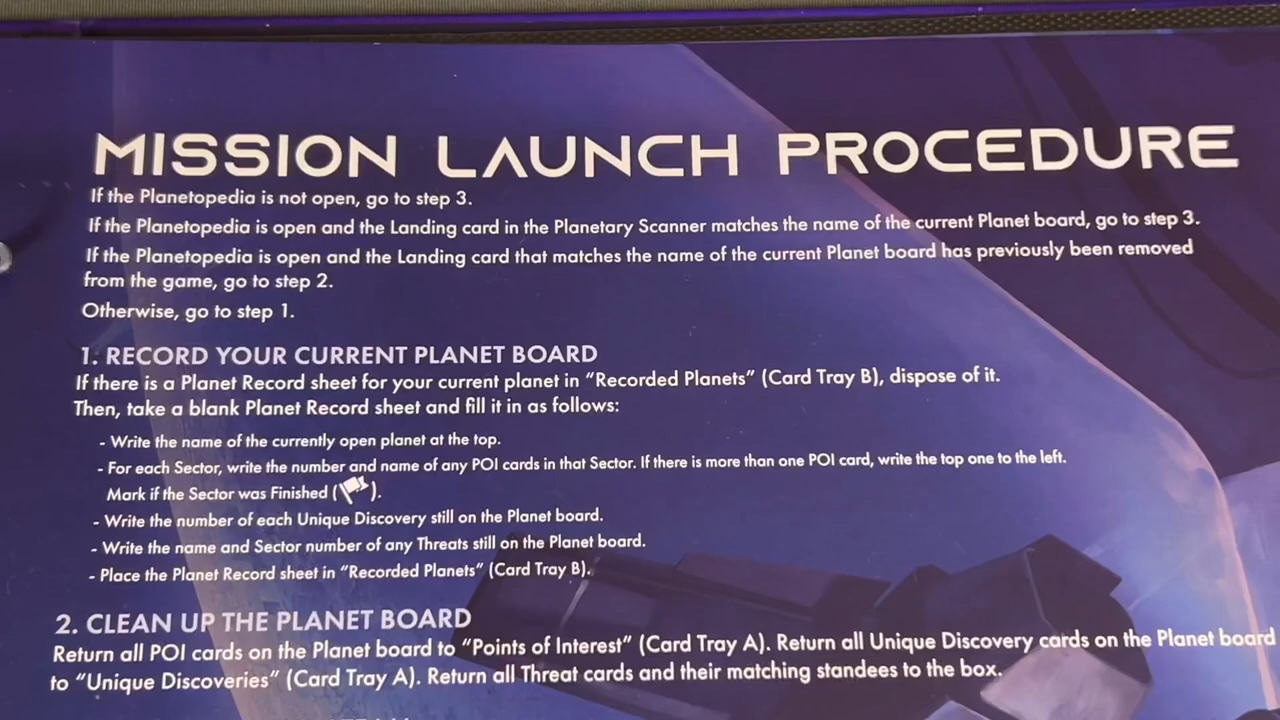 MISSION LAUNCH PROCEDURE
If the Planetopedia is not open, go to step 3.
If the Planetopedia is open and the Landing card in the Planetary Scanner matches the name of the current Planet board, go to step 3.
If the Planetopedia is open and the Landing card that matches the name of the current Planet board has previously been removed
from the game, go to step 2.
Otherwise, go to step 1.
1. RECORD YOUR CURRENT PLANET BOARD
If there is a Planet Record sheet for your current planet in “Recorded Planets” (Card Tray B), dispose of it.
Then, take a blank Planet Record sheet and fill it in as follows:
- Write the name of the currently open planet at the top.
- For each Sector, write the number and name of any POI cards in that Sector. If there is more than one POI card, write the top one to the left.
Mark if the Sector was Finished ( ).
- Write the number of each Unique Discovery still on the Planet board.
- Write the name and Sector number of any Threats still on the Planet board.
- Place the Planet Record sheet in “Recorded Planets” (Card Tray B).
2. CLEAN UP THE PLANET BOARD
Return all POI cards on the Planet board to “Points of Interest” (Card Tray A). Return all Unique Discovery cards on the Planet board
to “Unique Discoveries” (Card Tray A). Return all Threat cards and their matching standees to the box.